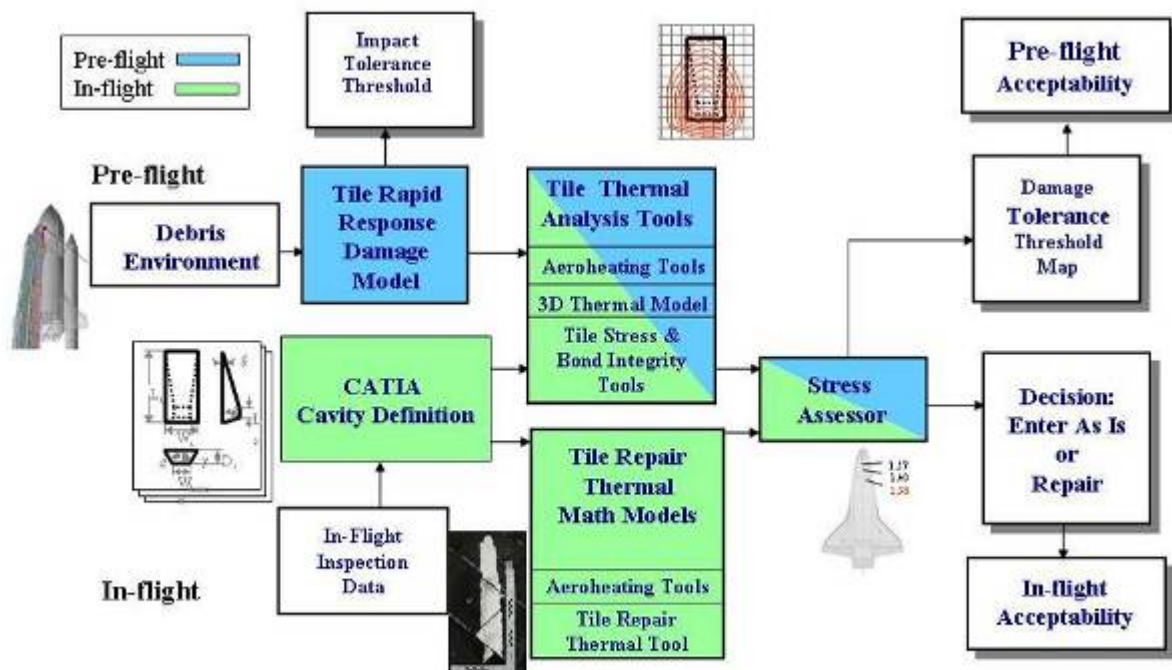 Pre-flight
In-flight
Impact
Tolerance
Threshold
Pre-flight
Acceptability
Pre-flight
Debris
Environment
Tile Rapid
Response
Damage
Model
Tile Thermal
Analysis Tools
Aeroheating Tools
3D Thermal Model
Tile Stress &
Bond Integrity
Tools
Damage
Tolerance
Threshold
Map
CATIA
Cavity Definition
Stress
Assessor
Decision:
Enter As Is
or
Repair
In-Flight
Inspection
Data
Tile Repair
Thermal
Math Models
Aeroheating Tools
Tile Repair
Thermal Tool
In-flight
In-flight
Acceptability